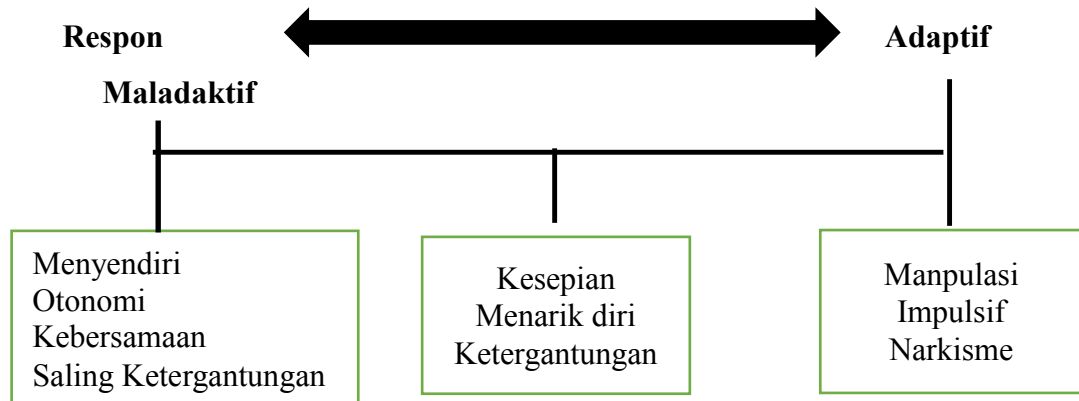 Respon
Adaptif
Maladaktif
Menyendiri
Otonomi
Kebersamaan
Saling Ketergantungan
Kesepian
Menarik diri
Ketergantungan
Manpulasi
Impulsif
Narkisme